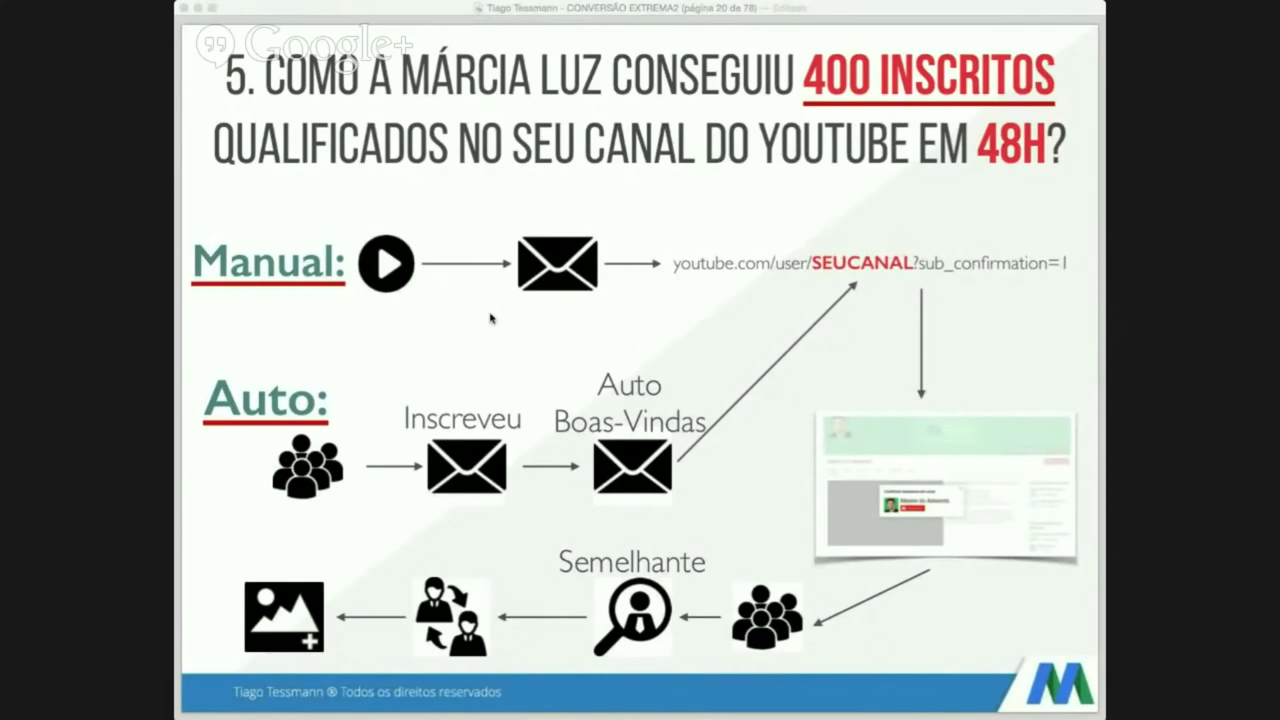 Tiago Tessmann - CONVERSÃO EXTREMA2 (página 20 de 78) — Editado
Google+
5. COMO A MÁRCIA LUZ CONSEGUIU 400 INSCRITOS
QUALIFICADOS NO SEU CANAL DO YOUTUBE EM 48H?
Manual:
youtube.com/user/SEUCANAL?sub_confirmation=1
Auto:
Inscreveu
Auto
Boas-Vindas
Semelhante
Tiago Tessmann ® Todos os direitos reservados